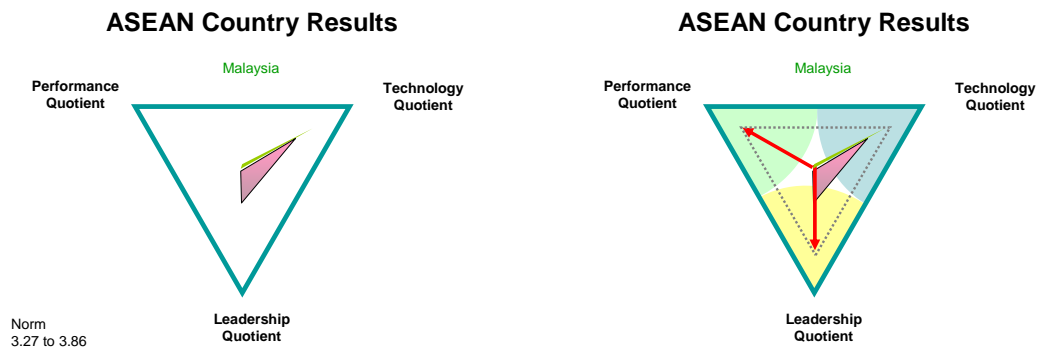 ASEAN Country Results
Malaysia
Performance
Quotient
Technology
Quotient
Leadership
Quotient
Norm
3.27 to 3.86
ASEAN Country Results
Malaysia
Performance
Quotient
Technology
Quotient
Leadership
Quotient